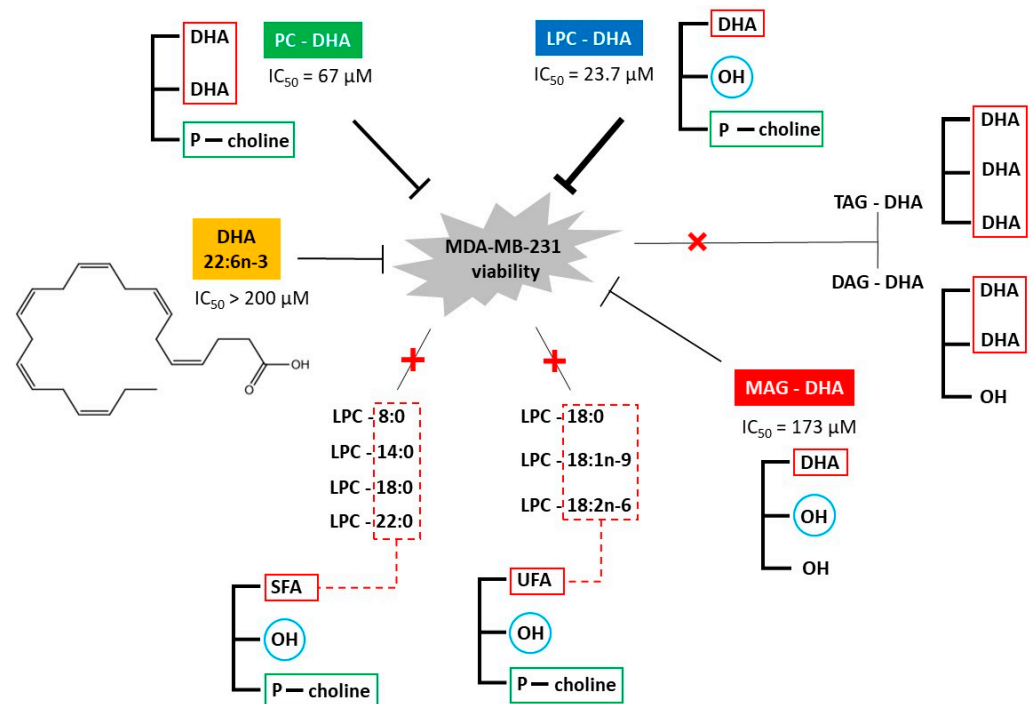 DHA
DHA
P — choline
PC - DHA
IC50 = 67 µM
LPC - DHA
IC50 = 23.7 µM
DHA
OH
P — choline
DHA
22:6n-3
IC50 > 200 µM
OH
O
MDA-MB-231
viability
TAG - DHA
DHA
DHA
DHA
DAG - DHA
DHA
DHA
OH
MAG - DHA
IC50 = 173 µM
DHA
OH
OH
LPC - 8:0
LPC - 14:0
LPC - 18:0
LPC - 22:0
SFA
OH
P — choline
LPC - 18:0
LPC - 18:1n-9
LPC - 18:2n-6
UFA
OH
P — choline